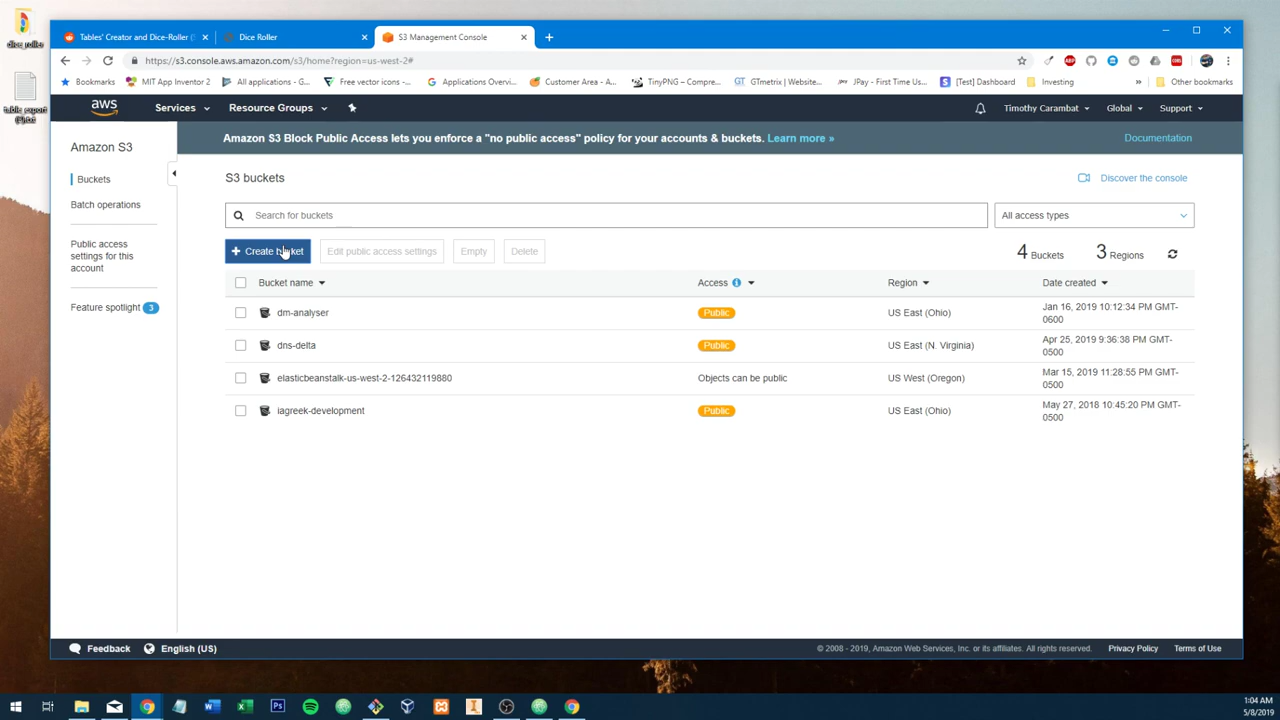 Tables' Creator and Dice-Roller (
Dice Roller
S3 Management Console
https://s3.console.aws.amazon.com/s3/home?region=us-west-2#
Bookmarks
MIT App Inventor 2
All applications - G...
Free vector icons -...
Applications Overvi...
Customer Area - F...
TinyPNG – Compre...
GTmetrix | Website...
JPay - First Time Us...
[Test] Dashboard
Investing
Other bookmarks
aws
Services
Resource Groups
Timothy Carambat
Global
Support
Amazon S3
Amazon S3 Block Public Access lets you enforce a "no public access" policy for your accounts & buckets. Learn more »
Documentation
Buckets
Batch operations
Public access
settings for this
account
Feature spotlight 3
S3 buckets
Discover the console
Search for buckets
All access types
+ Create bucket
Edit public access settings
Empty
Delete
4 Buckets
3 Regions
Bucket name
Access
Region
Date created
dm-analyser
Public
US East (Ohio)
Jan 16, 2019 10:12:34 PM GMT-
0600
dns-delta
Public
US East (N. Virginia)
Apr 25, 2019 9:36:38 PM GMT-
0500
elasticbeanstalk-us-west-2-126432119880
Objects can be public
US West (Oregon)
Mar 15, 2019 11:28:55 PM GMT-
0500
iagreek-development
Public
US East (Ohio)
May 27, 2018 10:45:20 PM GMT-
0500
Feedback
English (US)
© 2008 - 2019, Amazon Web Services, Inc. or its affiliates. All rights reserved.
Privacy Policy
Terms of Use
dice_roller
table_export
1:04 AM
5/8/2019